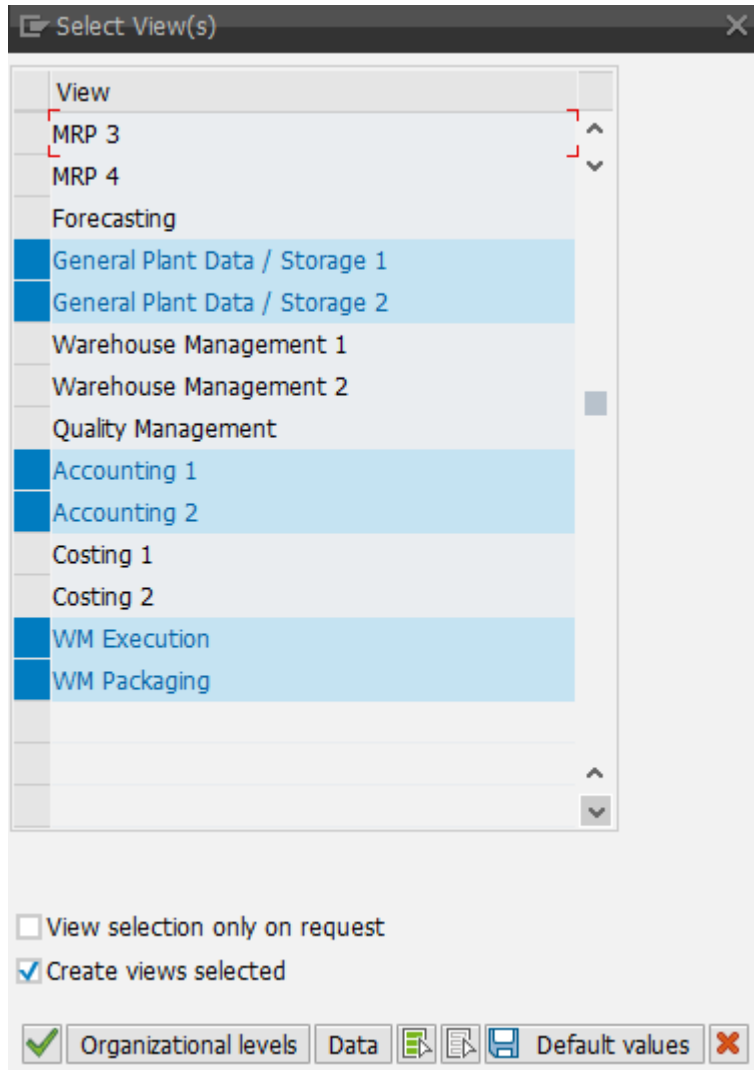 Select View(s)
View
MRP 3
MRP 4
Forecasting
General Plant Data / Storage 1
General Plant Data / Storage 2
Warehouse Management 1
Warehouse Management 2
Quality Management
Accounting 1
Accounting 2
Costing 1
Costing 2
WM Execution
WM Packaging
View selection only on request
Create views selected
Organizational levels Data Default values